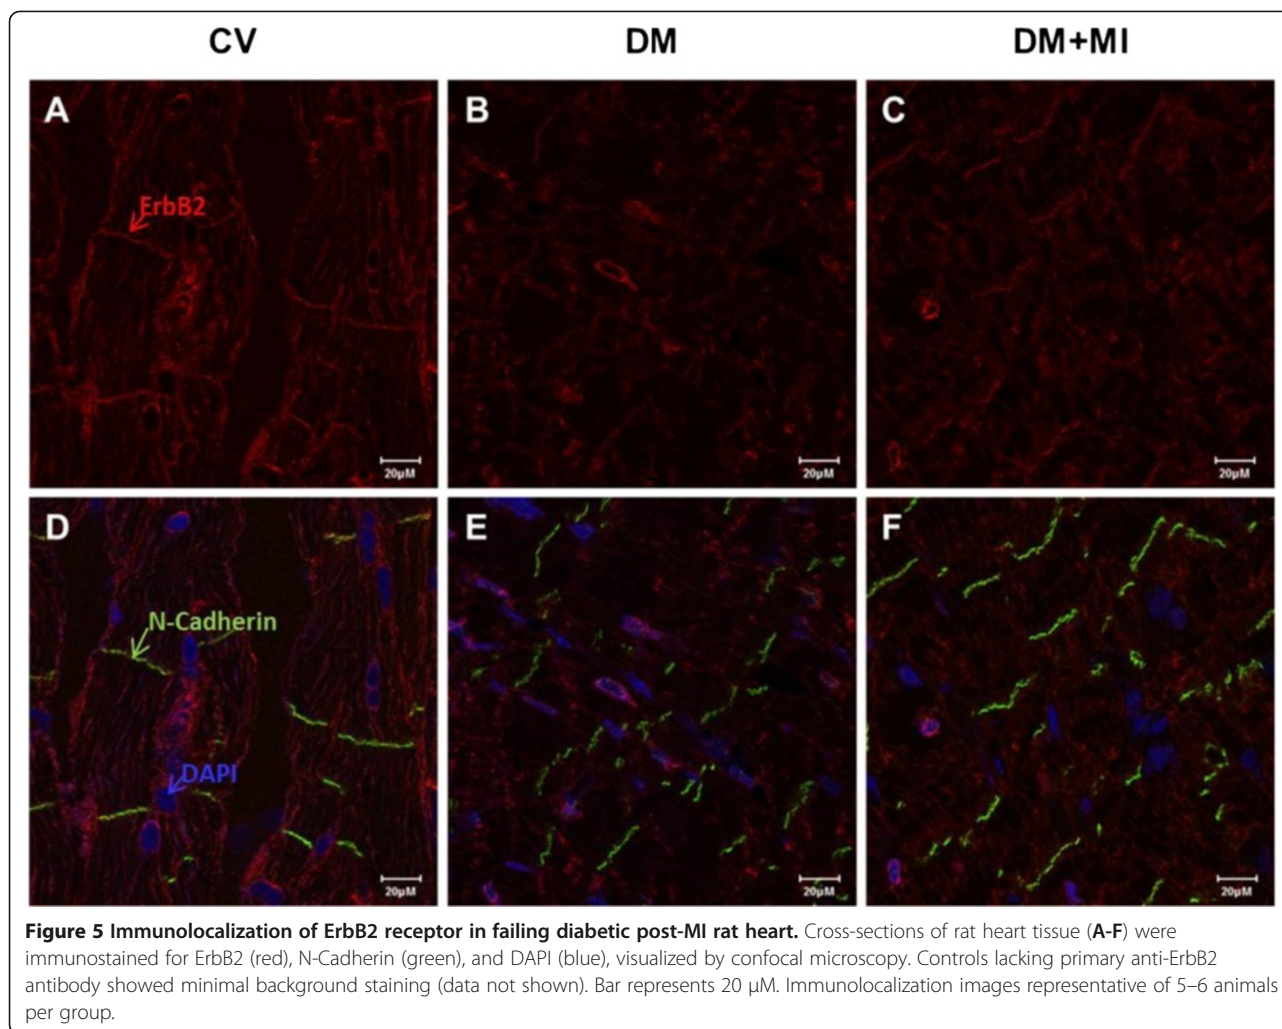 CV DM DM+MI
A B C
ErbB2
20µM 20µM 20µM
D E F
N-Cadherin
DAPI
20µM 20µM 20µM
Figure 5 Immunolocalization of ErbB2 receptor in failing diabetic post-MI rat heart. Cross-sections of rat heart tissue (A-F) were
immunostained for ErbB2 (red), N-Cadherin (green), and DAPI (blue), visualized by confocal microscopy. Controls lacking primary anti-ErbB2
antibody showed minimal background staining (data not shown). Bar represents 20 µM. Immunolocalization images representative of 5–6 animals
per group.